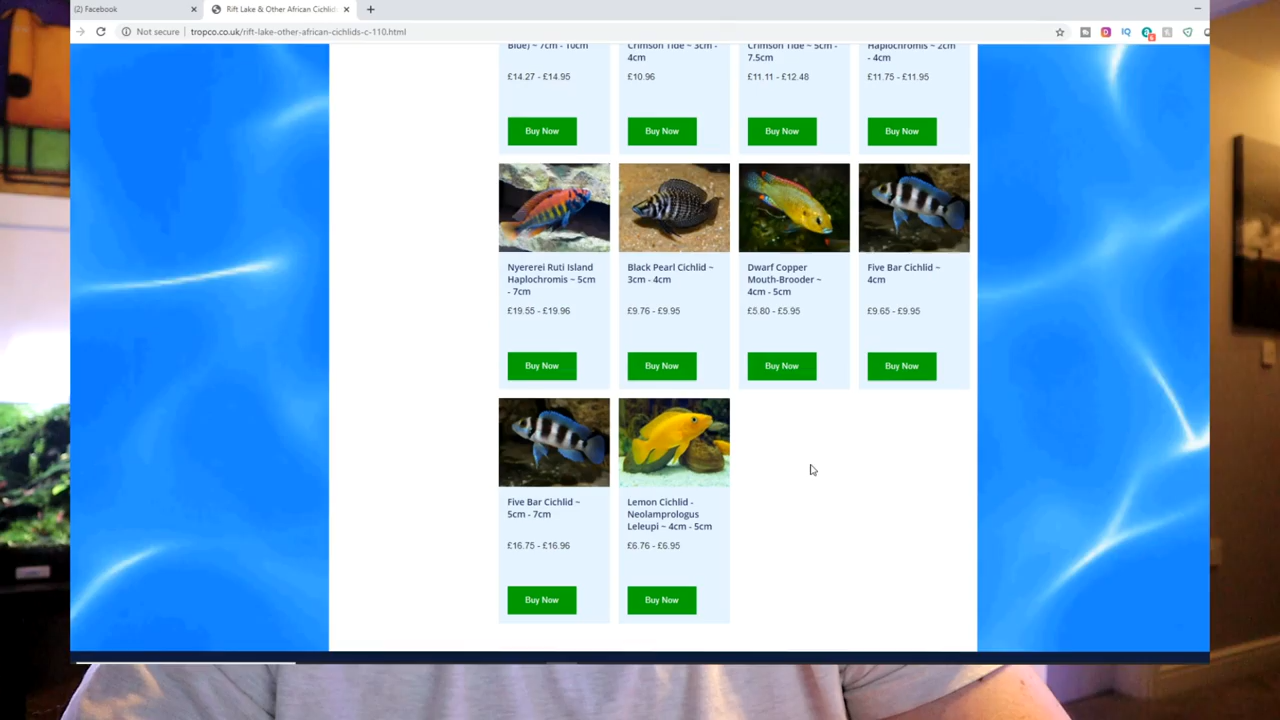 (2) Facebook
Rift Lake & Other African Cichlids
Not secure | tropco.co.uk/rift-lake-other-african-cichlids-c-110.html
Blue) ~ 7cm - 10cm
£14.27 - £14.95
Buy Now
Crimson Tide ~ 3cm -
4cm
£10.96
Buy Now
Crimson Tide ~ 5cm -
7.5cm
£11.11 - £12.48
Buy Now
Haplochromis ~ 2cm
- 4cm
£11.75 - £11.95
Buy Now
Nyererei Ruti Island
Haplochromis ~ 5cm
- 7cm
£19.55 - £19.96
Buy Now
Black Pearl Cichlid ~
3cm - 4cm
£9.76 - £9.95
Buy Now
Dwarf Copper
Mouth-Brooder ~
4cm - 5cm
£5.80 - £5.95
Buy Now
Five Bar Cichlid ~
4cm
£9.65 - £9.95
Buy Now
Five Bar Cichlid ~
5cm - 7cm
£16.75 - £16.96
Buy Now
Lemon Cichlid -
Neolamprologus
Leleupi ~ 4cm - 5cm
£6.76 - £6.95
Buy Now